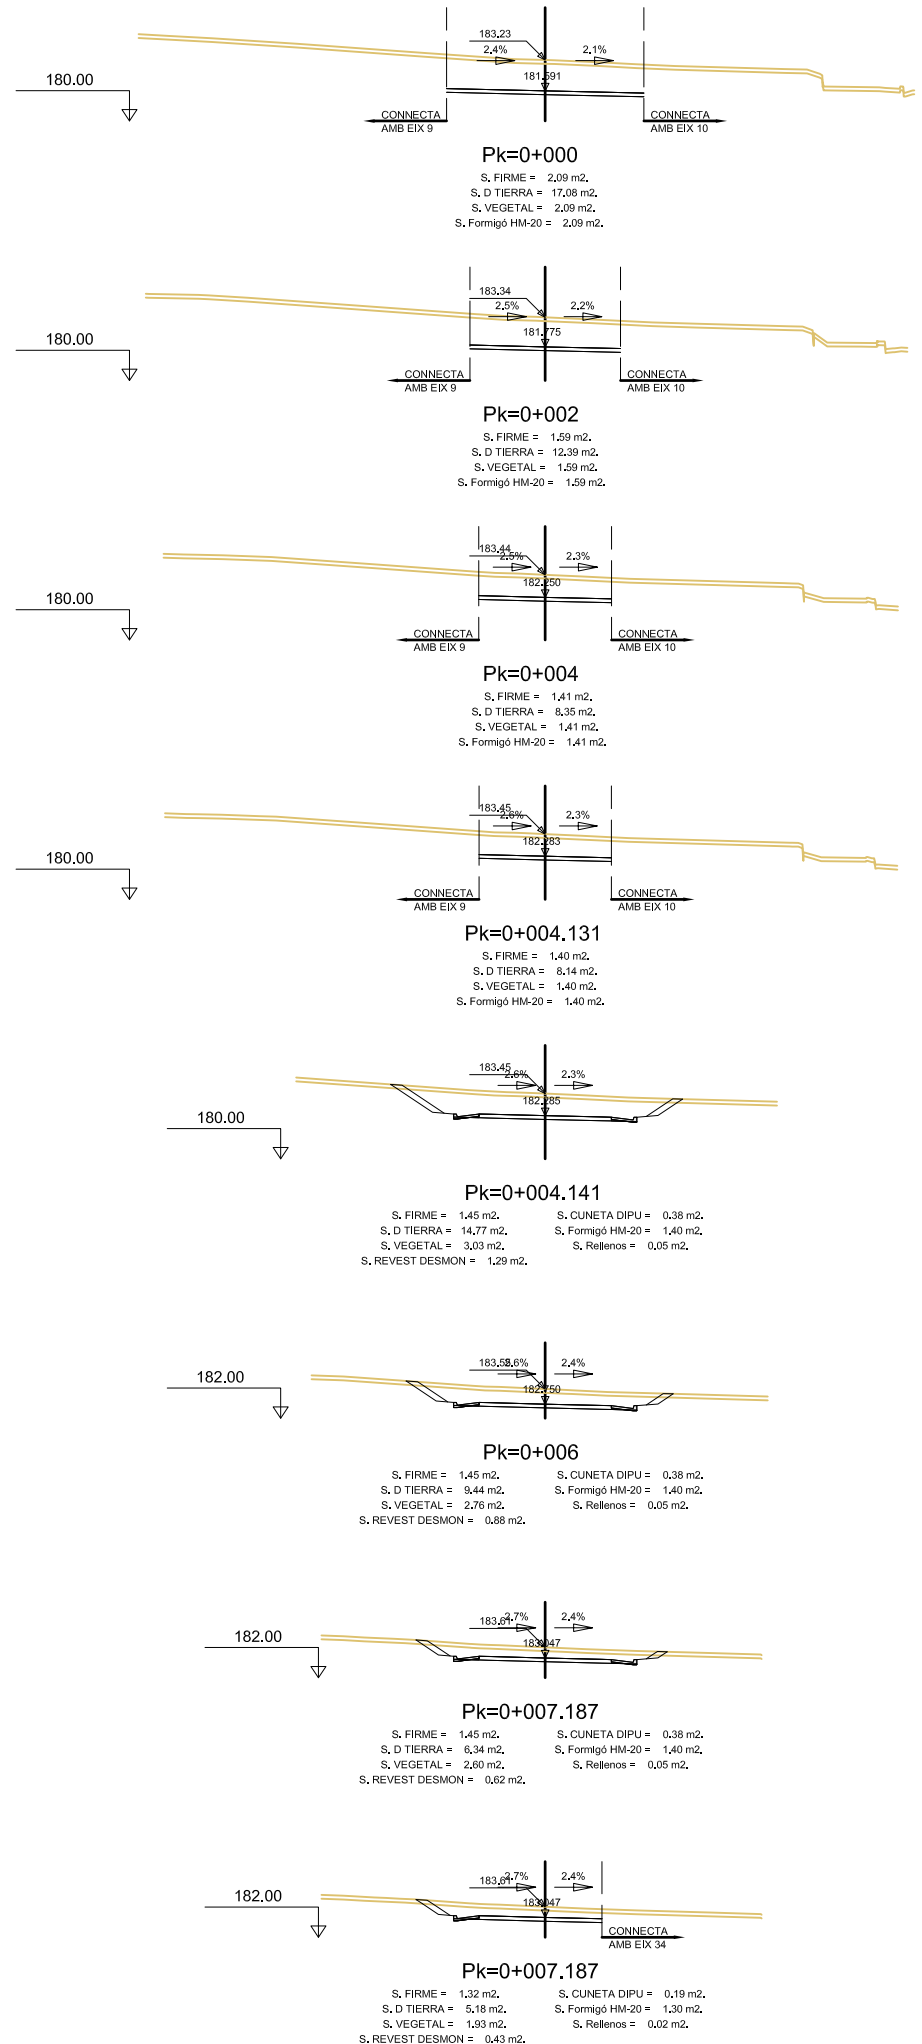 183.23
2.4% 2.1%
180.00
181.591
CONNECTA CONNECTA
AMB EIX 9 AMB EIX 10
Pk=0+000
S. FIRME = 2.09 m2.
S. D TIERRA = 17.08 m2.
S. VEGETAL = 2.09 m2.
S. Formigó HM-20 = 2.09 m2.
183.34
2.5% 2.2%
180.00
181.775
CONNECTA CONNECTA
AMB EIX 9 AMB EIX 10
Pk=0+002
S. FIRME = 1.59 m2.
S. D TIERRA = 12.39 m2.
S. VEGETAL = 1.59 m2.
S. Formigó HM-20 = 1.59 m2.
183.44
2.5% 2.3%
180.00
182.250
CONNECTA CONNECTA
AMB EIX 9 AMB EIX 10
Pk=0+004
S. FIRME = 1.41 m2.
S. D TIERRA = 8.35 m2.
S. VEGETAL = 1.41 m2.
S. Formigó HM-20 = 1.41 m2.
183.45
2.6% 2.3%
180.00
182.283
CONNECTA CONNECTA
AMB EIX 9 AMB EIX 10
Pk=0+004.131
S. FIRME = 1.40 m2.
S. D TIERRA = 8.14 m2.
S. VEGETAL = 1.40 m2.
S. Formigó HM-20 = 1.40 m2.
183.45
2.6% 2.3%
180.00
182.285
Pk=0+004.141
S. FIRME = 1.45 m2. S. CUNETA DIPU = 0.38 m2.
S. D TIERRA = 14.77 m2. S. Formigó HM-20 = 1.40 m2.
S. VEGETAL = 3.03 m2. S. Rellenos = 0.05 m2.
S. REVEST DESMON = 1.29 m2.
2.6% 2.4%
182.00
182.750
Pk=0+006
S. FIRME = 1.45 m2. S. CUNETA DIPU = 0.38 m2.
S. D TIERRA = 9.44 m2. S. Formigó HM-20 = 1.40 m2.
S. VEGETAL = 2.76 m2. S. Rellenos = 0.05 m2.
S. REVEST DESMON = 0.88 m2.
183.61
2.7% 2.4%
182.00
183.047
Pk=0+007.187
S. FIRME = 1.45 m2. S. CUNETA DIPU = 0.38 m2.
S. D TIERRA = 6.34 m2. S. Formigó HM-20 = 1.40 m2.
S. VEGETAL = 2.60 m2. S. Rellenos = 0.05 m2.
S. REVEST DESMON = 0.62 m2.
183.61
2.7% 2.4%
182.00
183.047
CONNECTA
AMB EIX 34
Pk=0+007.187
S. FIRME = 1.32 m2. S. CUNETA DIPU = 0.19 m2.
S. D TIERRA = 5.18 m2. S. Formigó HM-20 = 1.30 m2.
S. VEGETAL = 1.93 m2. S. Rellenos = 0.02 m2.
S. REVEST DESMON = 0.43 m2.